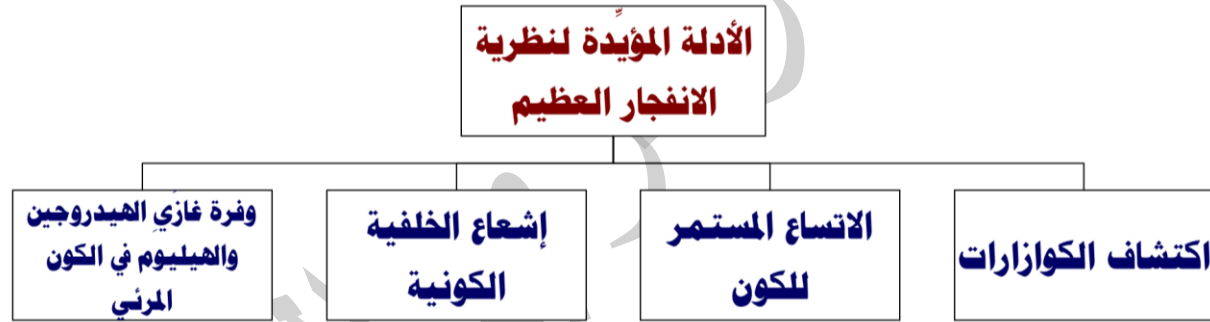 الأدلة المؤيِّدة لنظرية
الانفجار العظيم
اكتشاف الكوازارات
الاتساع المستمر
للكون
إشعاع الخلفية
الكونية
وفرة غازَيِ الهيدروجين
والهيليوم في الكون
المرئي